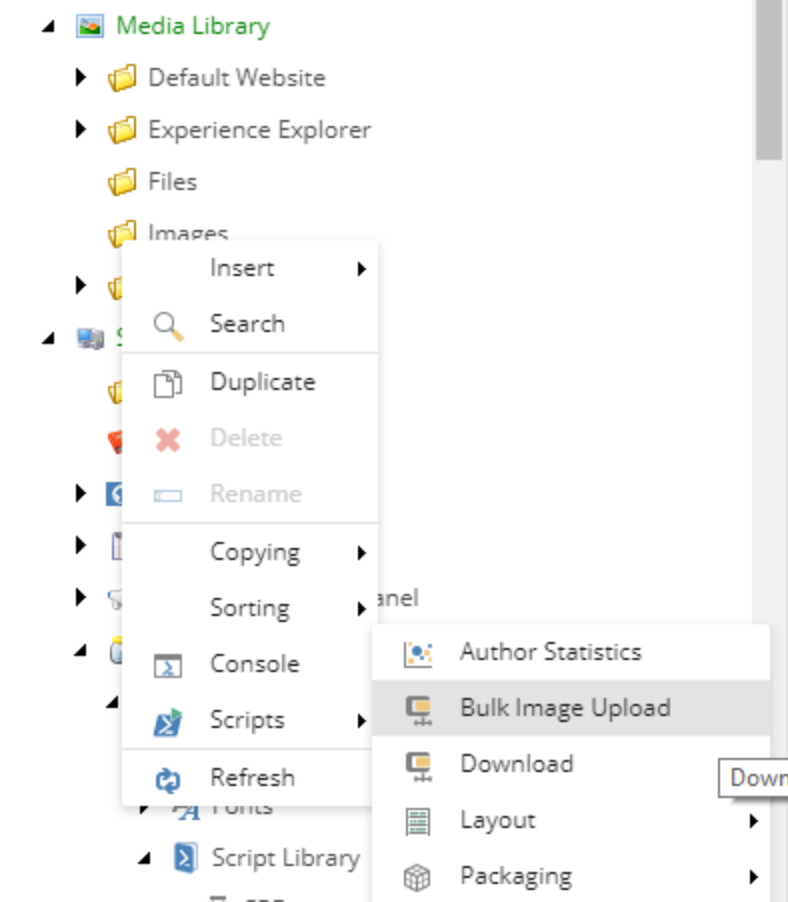 Media Library
Default Website
Experience Explorer
Files
Images
Insert
Search
Duplicate
Delete
Rename
Copying
Sorting
anel
Console
Author Statistics
Scripts
Bulk Image Upload
Download
Down
Refresh
Fonts
Layout
Script Library
Packaging